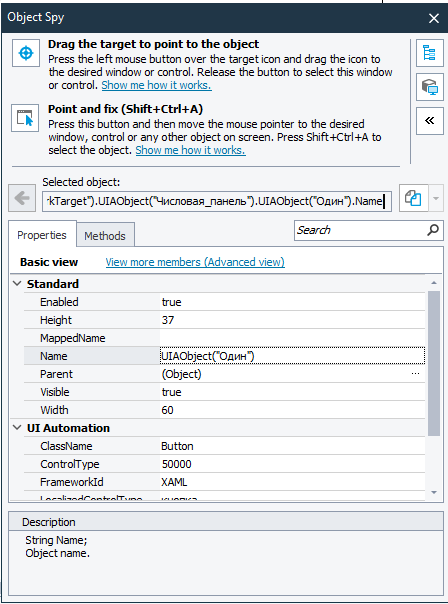 Object Spy
Drag the target to point to the object
Press the left mouse button over the target icon and drag the icon to
the desired window or control. Release the button to select this window
or control. Show me how it works.
Point and fix (Shift+Ctrl+A)
Press this button and then move the mouse pointer to the desired
window, control or any other object on screen. Press Shift+Ctrl+A to
select the object. Show me how it works.
Selected object:
rkTarget").UIAObject("Числовая_панель").UIAObject("Один").Name
Properties Methods Search
Basic view View more members (Advanced view)
Standard
Enabled true
Height 37
MappedName
Name UIAObject("Один")
Parent (Object) ...
Visible true
Width 60
UI Automation
ClassName Button
ControlType 50000
FrameworkId XAML
LocalizedControlType кнопка
Description
String Name;
Object name.